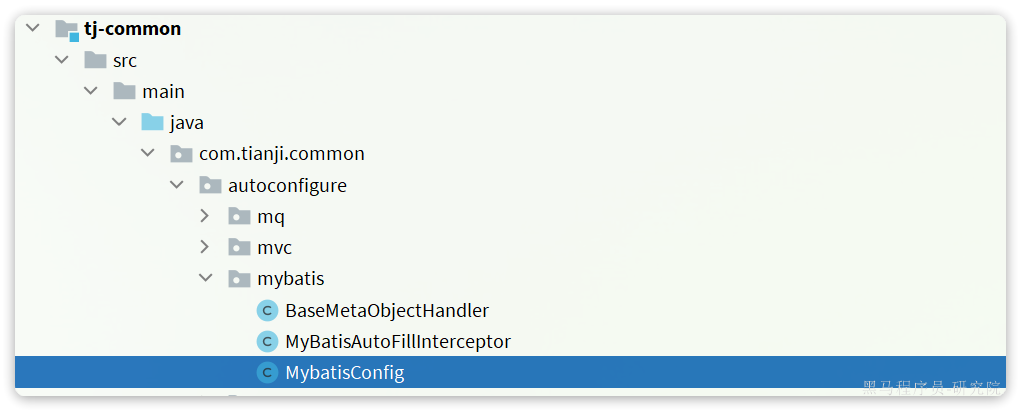 tj-common
src
main
java
com.tianji.common
autoconfigure
mq
mvc
mybatis
C BaseMetaObjectHandler
C MyBatisAutoFillInterceptor
C MybatisConfig
黑马程序员-研究院